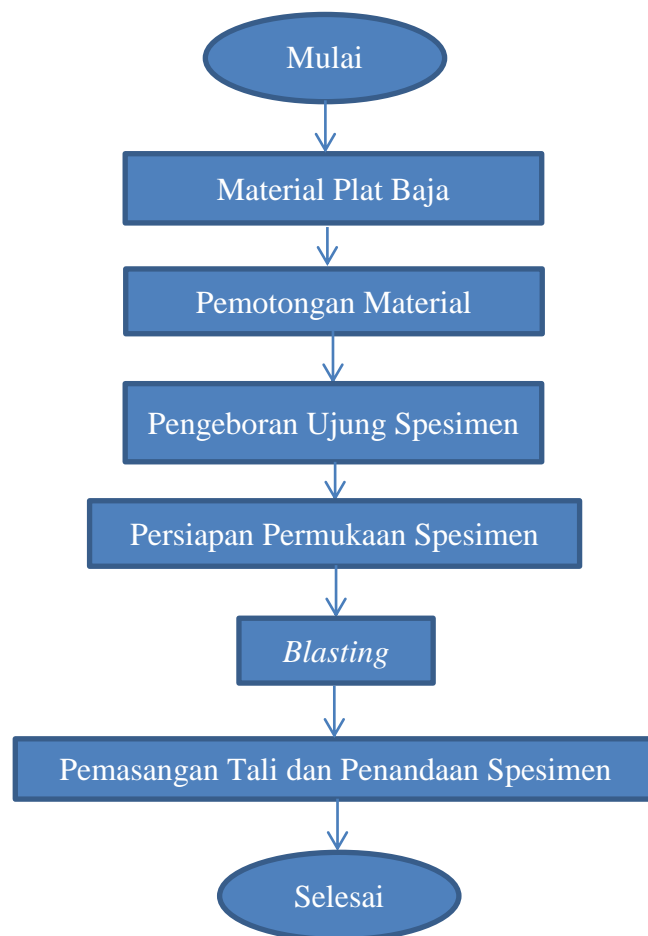 Mulai
Material Plat Baja
Pemotongan Material
Pengeboran Ujung Spesimen
Persiapan Permukaan Spesimen
Blasting
Pemasangan Tali dan Penandaan Spesimen
Selesai